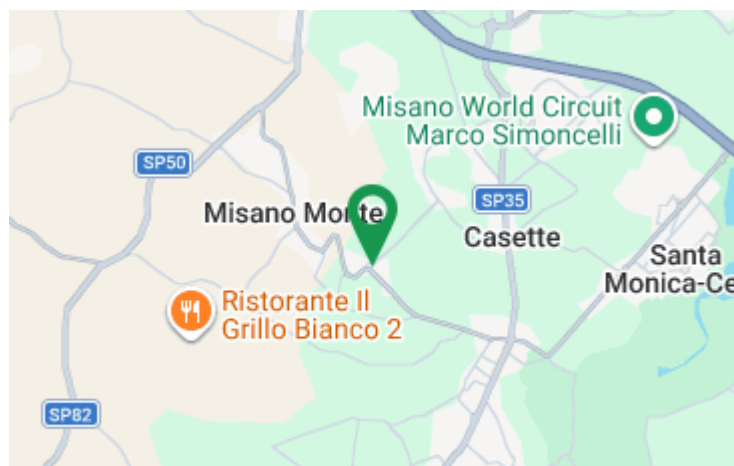 Misano World Circuit
Marco Simoncelli
SP50
Misano Monte
SP35
Casette
Santa
Monica-Ce
Ristorante Il
Grillo Bianco 2
SP82